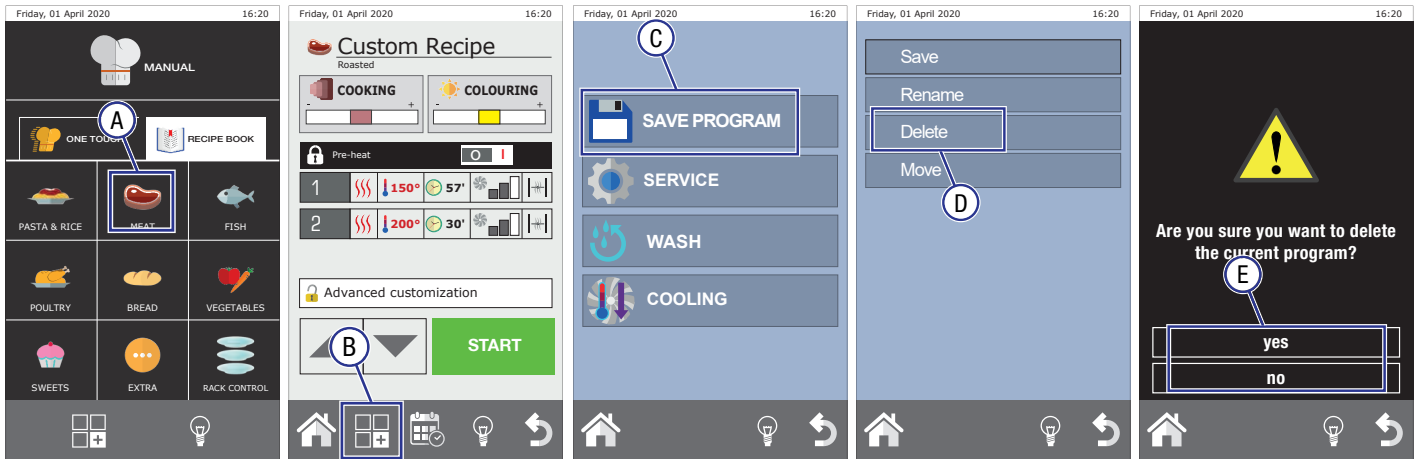 Friday, 01 April 2020 16:20
MANUAL
A
ONE TOUCH RECIPE BOOK
PASTA & RICE MEAT FISH
POULTRY BREAD VEGETABLES
SWEETS EXTRA RACK CONTROL
Friday, 01 April 2020 16:20
Custom Recipe
Roasted
COOKING COLOURING
- + - +
Pre-heat O I
1 150° 57'
2 200° 30'
Advanced customization
B
START
Friday, 01 April 2020 16:20
C
SAVE PROGRAM
SERVICE
WASH
COOLING
Friday, 01 April 2020 16:20
Save
Rename
Delete
Move
D
Friday, 01 April 2020 16:20
Are you sure you want to delete
the current program?
E
yes
no